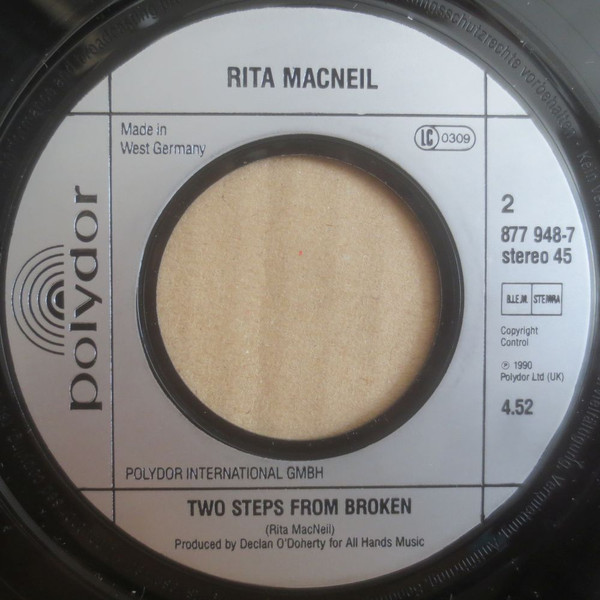 RITA MACNEIL
Made in
West Germany
LC 0309
polydor
2
877 948-7
stereo 45
STEMRA
Copyright
Control
℗ 1990
Polydor Ltd (UK)
4.52
POLYDOR INTERNATIONAL GMBH
TWO STEPS FROM BROKEN
(Rita MacNeil)
Produced by Declan O'Doherty for All Hands Music